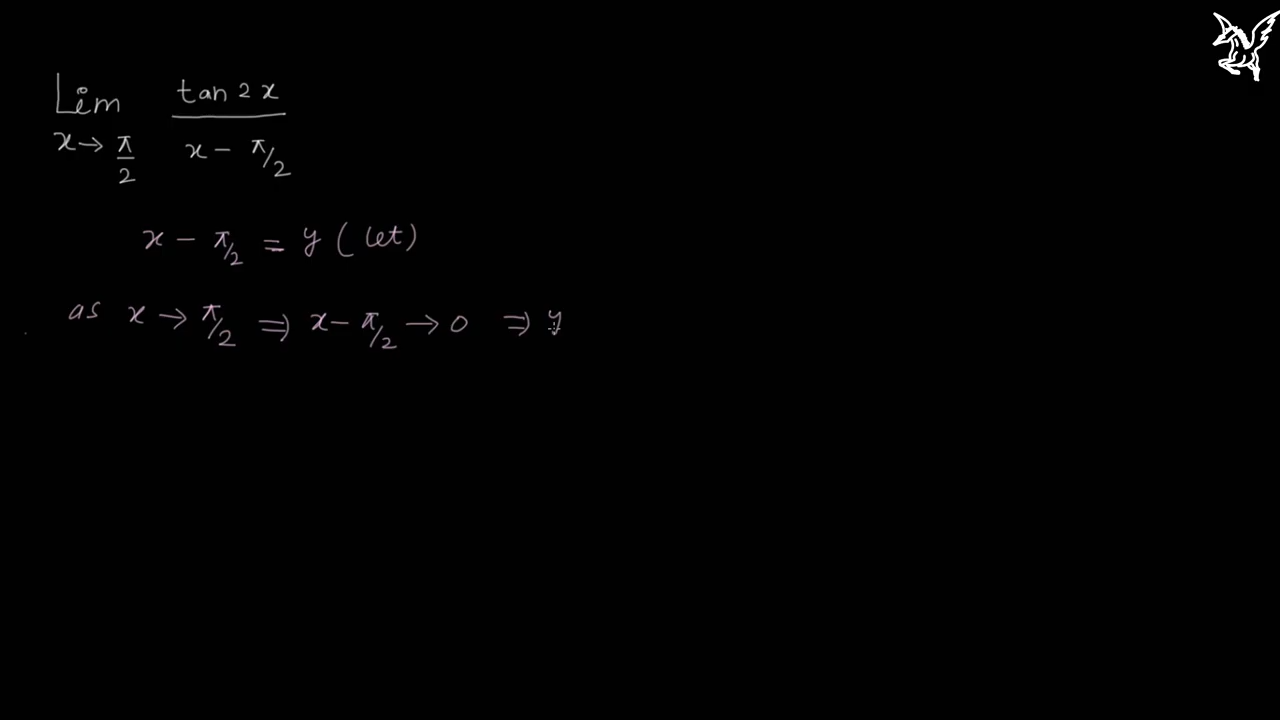 Lim tan 2x
x → π/2 x - π/2
x - π/2 = y (let)
as x → π/2 ⇒ x - π/2 → 0 ⇒ y